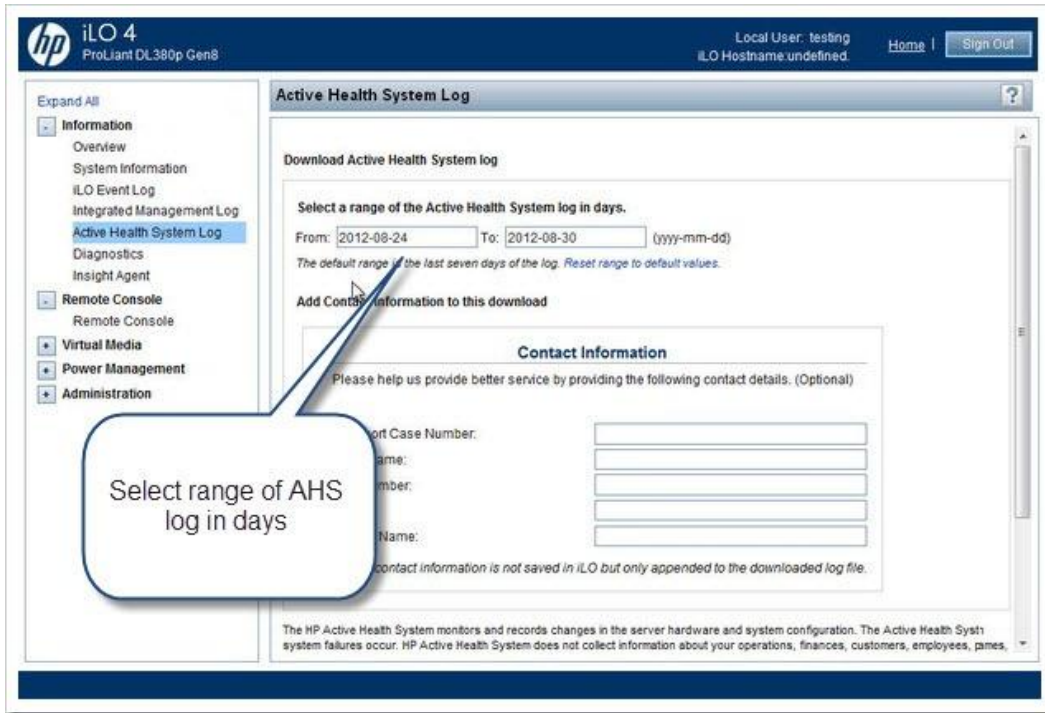 hp
iLO 4
ProLiant DL380p Gen8
Local User: testing
iLO Hostname:undefined.
Home |
Sign Out
Expand All
Information
Overview
System Information
iLO Event Log
Integrated Management Log
Active Health System Log
Diagnostics
Insight Agent
Remote Console
Remote Console
Virtual Media
Power Management
Administration
Active Health System Log
?
Download Active Health System log
Select a range of the Active Health System log in days.
From: 2012-08-24 To: 2012-08-30 (yyyy-mm-dd)
The default range is the last seven days of the log. Reset range to default values.
Add Contact Information to this download
Contact Information
Please help us provide better service by providing the following contact details. (Optional)
ort Case Number:
ame:
mber:
Name:
contact information is not saved in iLO but only appended to the downloaded log file.
Select range of AHS
log in days
The HP Active Health System monitors and records changes in the server hardware and system configuration. The Active Health Syst
system failures occur. HP Active Health System does not collect information about your operations, finances, customers, employees,